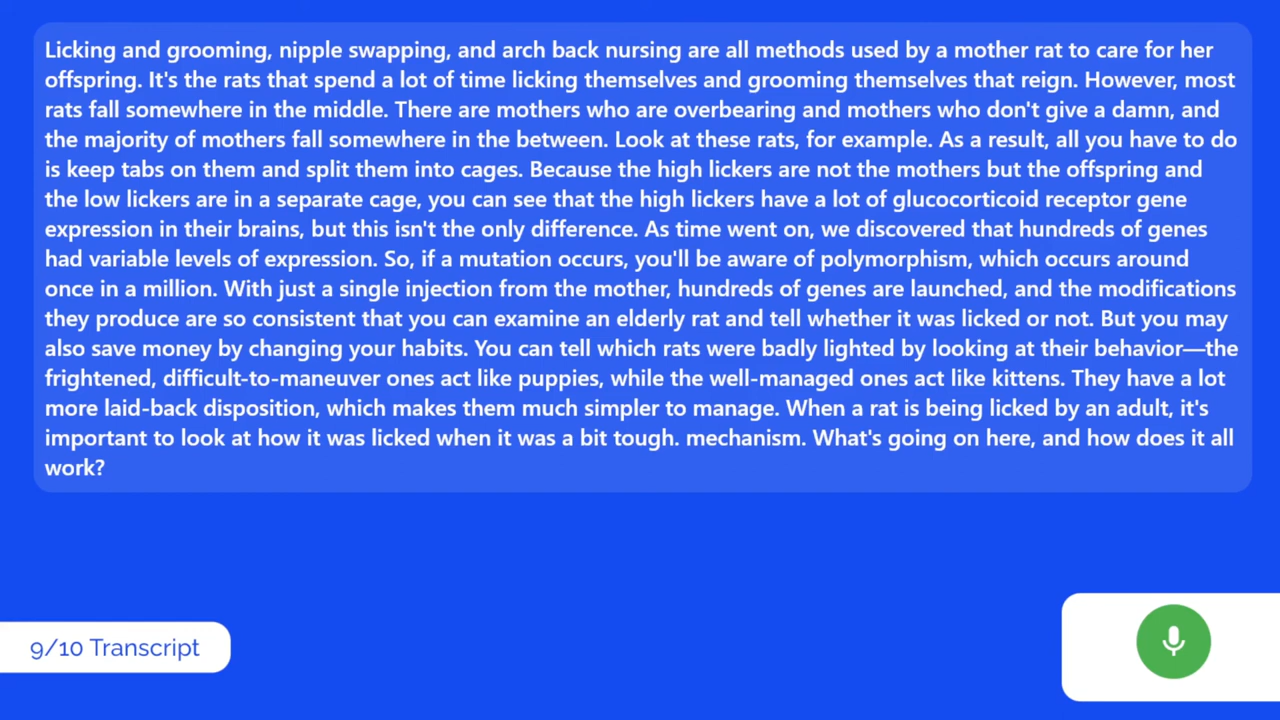 Licking and grooming, nipple swapping, and arch back nursing are all methods used by a mother rat to care for her
offspring. It's the rats that spend a lot of time licking themselves and grooming themselves that reign. However, most
rats fall somewhere in the middle. There are mothers who are overbearing and mothers who don't give a damn, and
the majority of mothers fall somewhere in the between. Look at these rats, for example. As a result, all you have to do
is keep tabs on them and split them into cages. Because the high lickers are not the mothers but the offspring and
the low lickers are in a separate cage, you can see that the high lickers have a lot of glucocorticoid receptor gene
expression in their brains, but this isn't the only difference. As time went on, we discovered that hundreds of genes
had variable levels of expression. So, if a mutation occurs, you'll be aware of polymorphism, which occurs around
once in a million. With just a single injection from the mother, hundreds of genes are launched, and the modifications
they produce are so consistent that you can examine an elderly rat and tell whether it was licked or not. But you may
also save money by changing your habits. You can tell which rats were badly lighted by looking at their behavior—the
frightened, difficult-to-maneuver ones act like puppies, while the well-managed ones act like kittens. They have a lot
more laid-back disposition, which makes them much simpler to manage. When a rat is being licked by an adult, it's
important to look at how it was licked when it was a bit tough. mechanism. What's going on here, and how does it all
work?
9/10 Transcript